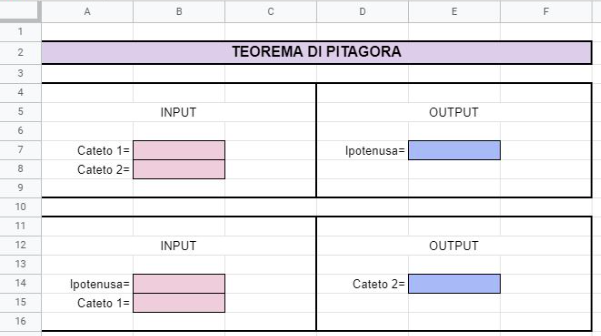 A B C D E F
1
2 TEOREMA DI PITAGORA
3
4
5 INPUT OUTPUT
6
7 Cateto 1= Ipotenusa=
8 Cateto 2=
9
10
11
12 INPUT OUTPUT
13
14 Ipotenusa= Cateto 2=
15 Cateto 1=
16